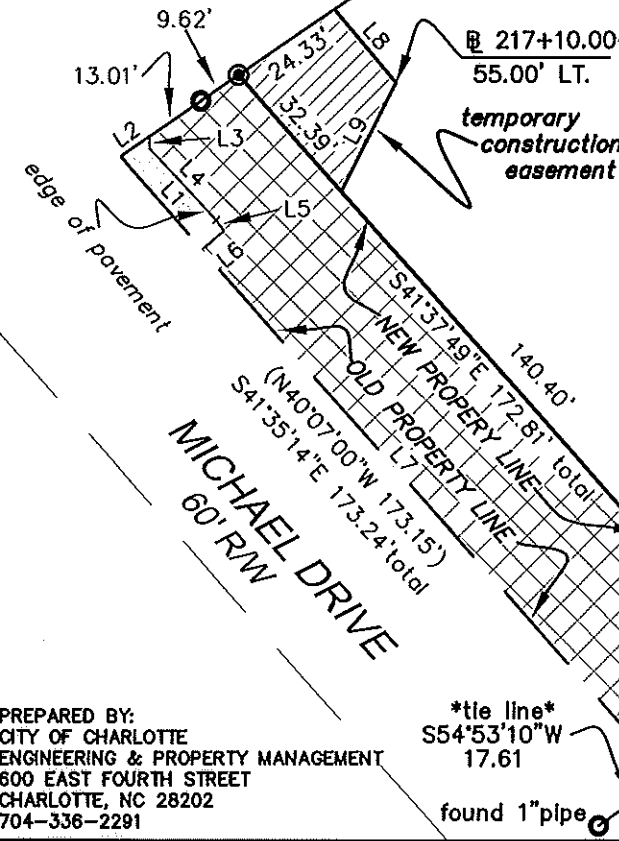 9.62'
13.01'
24.33'
L8
℄ 217+10.00
55.00' LT.
temporary
construction
easement
L2
L3
32.39'
L9
L4
L1
L5
L6
edge of pavement
S41°37'49"E 172.81' total
140.40'
NEW PROPERY LINE
OLD PROPERTY LINE
L7
(N40°07'00"W 173.15')
S41°35'14"E 173.24' total
MICHAEL DRIVE
60' R/W
*tie line*
S54°53'10"W
17.61
found 1"pipe
PREPARED BY:
CITY OF CHARLOTTE
ENGINEERING & PROPERTY MANAGEMENT
600 EAST FOURTH STREET
CHARLOTTE, NC 28202
704-336-2291